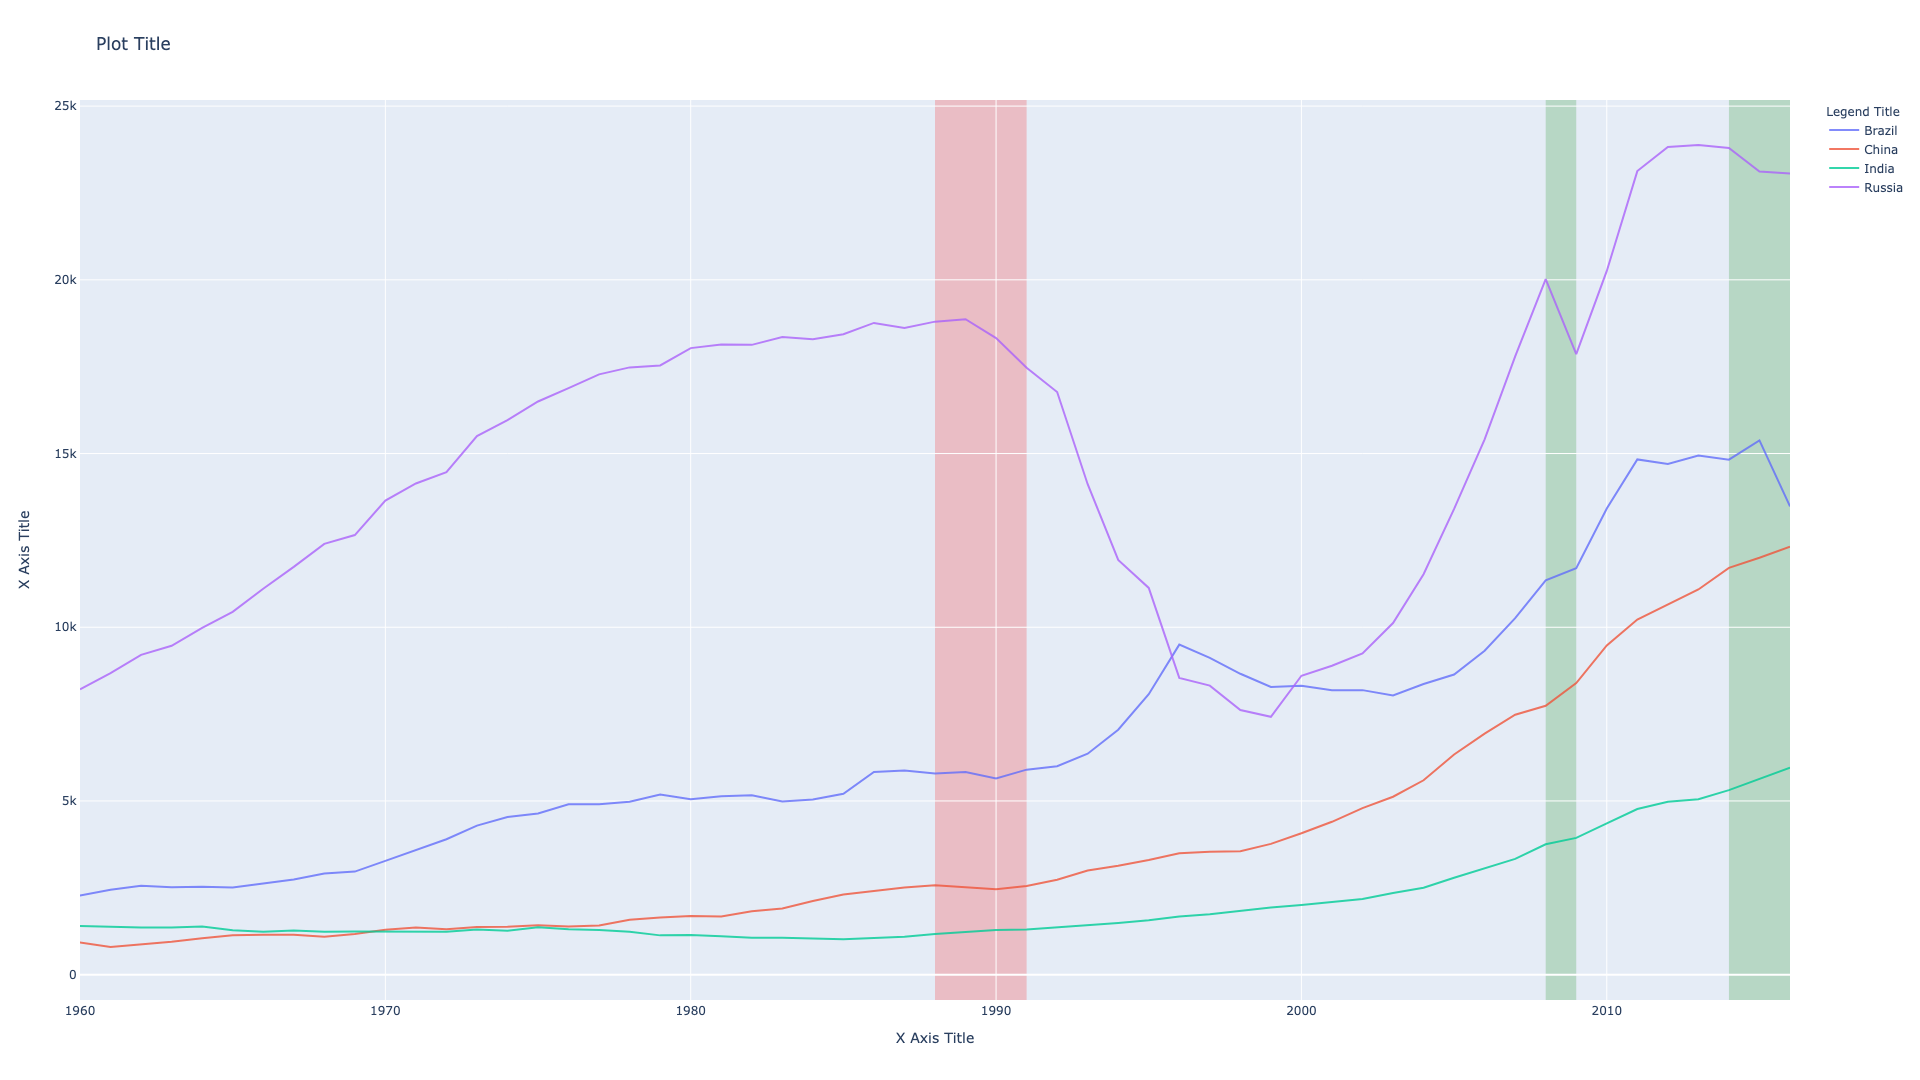 Plot Title
25k
20k
15k
10k
5k
0
X Axis Title
1960 1970 1980 1990 2000 2010
X Axis Title
Legend Title
Brazil
China
India
Russia